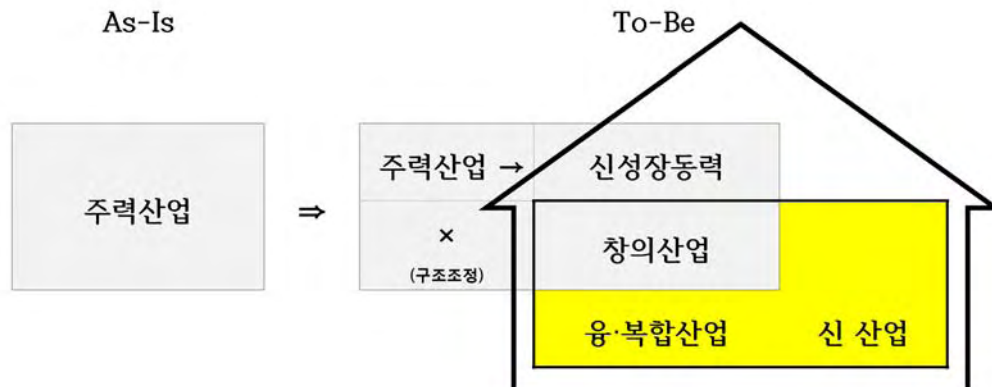 As-Is
To-Be
주력산업
⇒
주력산업 →
신성장동력
×
(구조조정)
창의산업
융·복합산업
신 산업